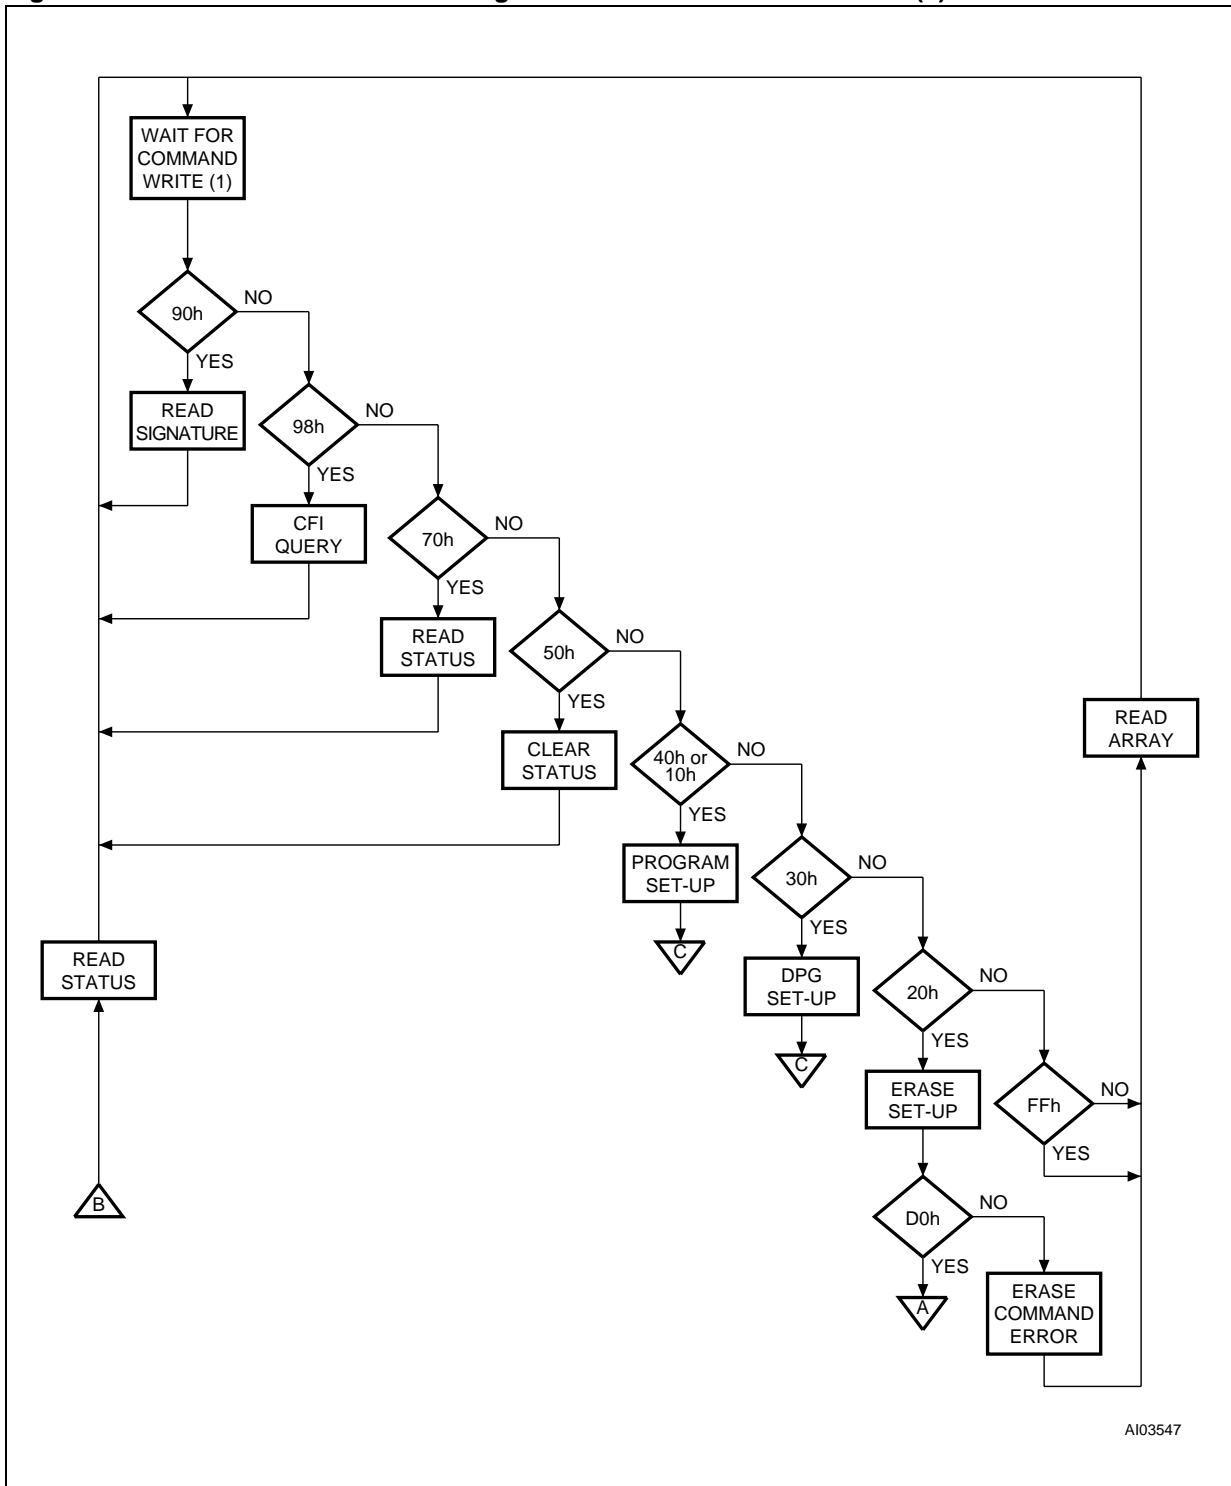 WAIT FOR
COMMAND
WRITE (1)
90h
NO
YES
READ
SIGNATURE
98h
NO
YES
CFI
QUERY
70h
NO
YES
READ
STATUS
50h
NO
YES
CLEAR
STATUS
40h or
10h
NO
YES
PROGRAM
SET-UP
C
30h
NO
YES
DPG
SET-UP
C
20h
NO
YES
ERASE
SET-UP
FFh
NO
YES
D0h
NO
YES
A
ERASE
COMMAND
ERROR
READ
ARRAY
READ
STATUS
B
AI03547